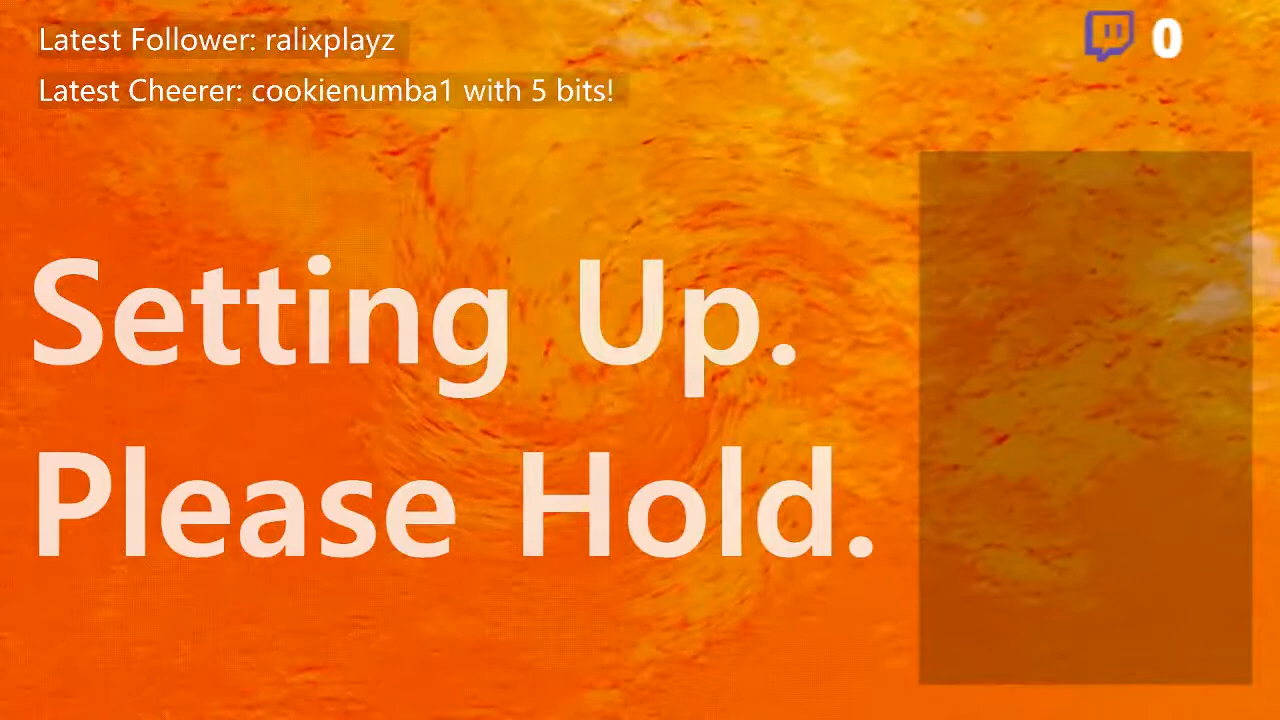 Latest Follower: ralixplayz
0
Latest Cheerer: cookienumba1 with 5 bits!
Setting Up.
Please Hold.